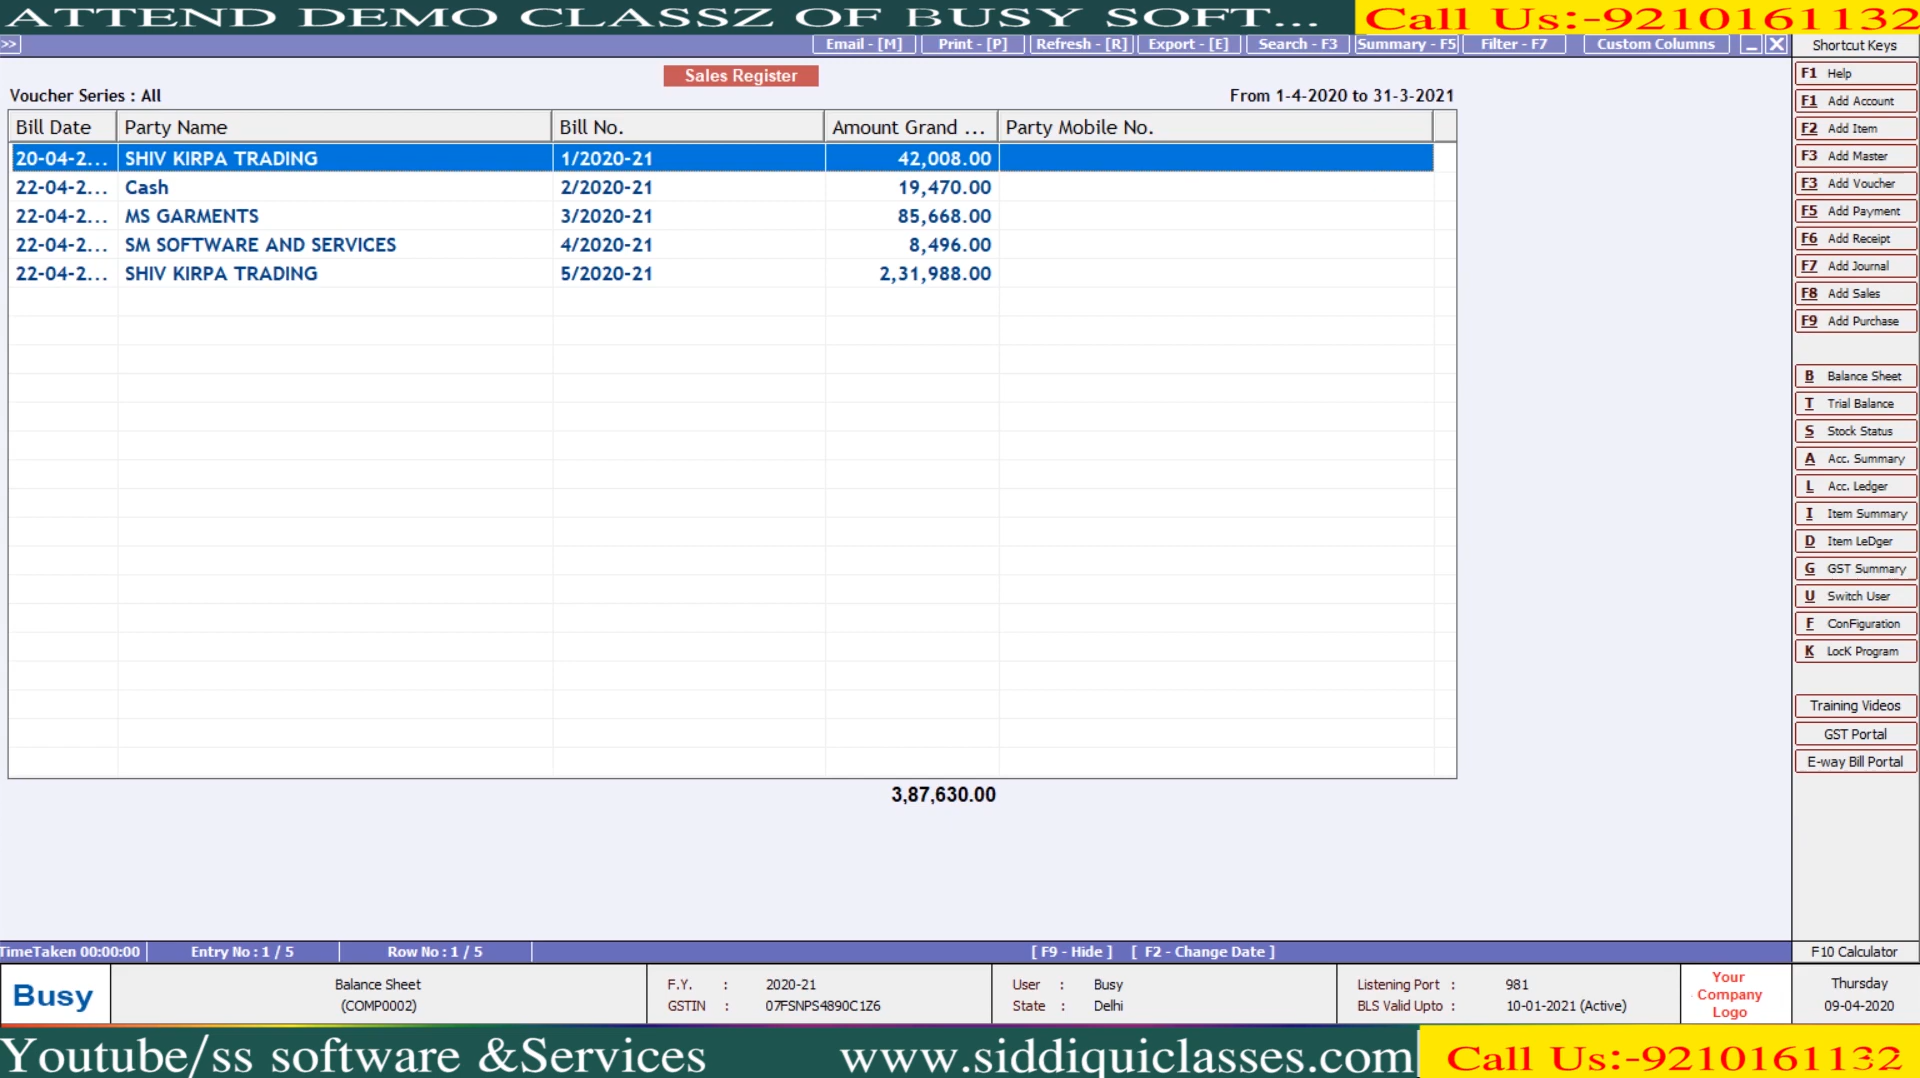 ATTEND DEMO CLASSZ OF BUSY SOFT...
Call Us:-9210161132
>>
Email - [M]
Print - [P]
Refresh - [R]
Export - [E]
Search - F3
Summary - F5
Filter - F7
Custom Columns
Shortcut Keys
Sales Register
Voucher Series : All
From 1-4-2020 to 31-3-2021
Bill Date Party Name Bill No. Amount Grand ... Party Mobile No.
20-04-2... SHIV KIRPA TRADING 1/2020-21 42,008.00
22-04-2... Cash 2/2020-21 19,470.00
22-04-2... MS GARMENTS 3/2020-21 85,668.00
22-04-2... SM SOFTWARE AND SERVICES 4/2020-21 8,496.00
22-04-2... SHIV KIRPA TRADING 5/2020-21 2,31,988.00
3,87,630.00
F1 Help
F1 Add Account
F2 Add Item
F3 Add Master
F3 Add Voucher
F5 Add Payment
F6 Add Receipt
F7 Add Journal
F8 Add Sales
F9 Add Purchase
B Balance Sheet
T Trial Balance
S Stock Status
A Acc. Summary
L Acc. Ledger
I Item Summary
D Item LeDger
G GST Summary
U Switch User
F ConFiguration
K LocK Program
Training Videos
GST Portal
E-way Bill Portal
TimeTaken 00:00:00
Entry No : 1 / 5
Row No : 1 / 5
[ F9 - Hide ] [ F2 - Change Date ]
F10 Calculator
Busy
Balance Sheet
(COMP0002)
F.Y. : 2020-21
GSTIN : 07FSNPS4890C1Z6
User : Busy
State : Delhi
Listening Port : 981
BLS Valid Upto : 10-01-2021 (Active)
Your
Company
Logo
Thursday
09-04-2020
Youtube/ss software &Services
www.siddiquiclasses.com
Call Us:-9210161132